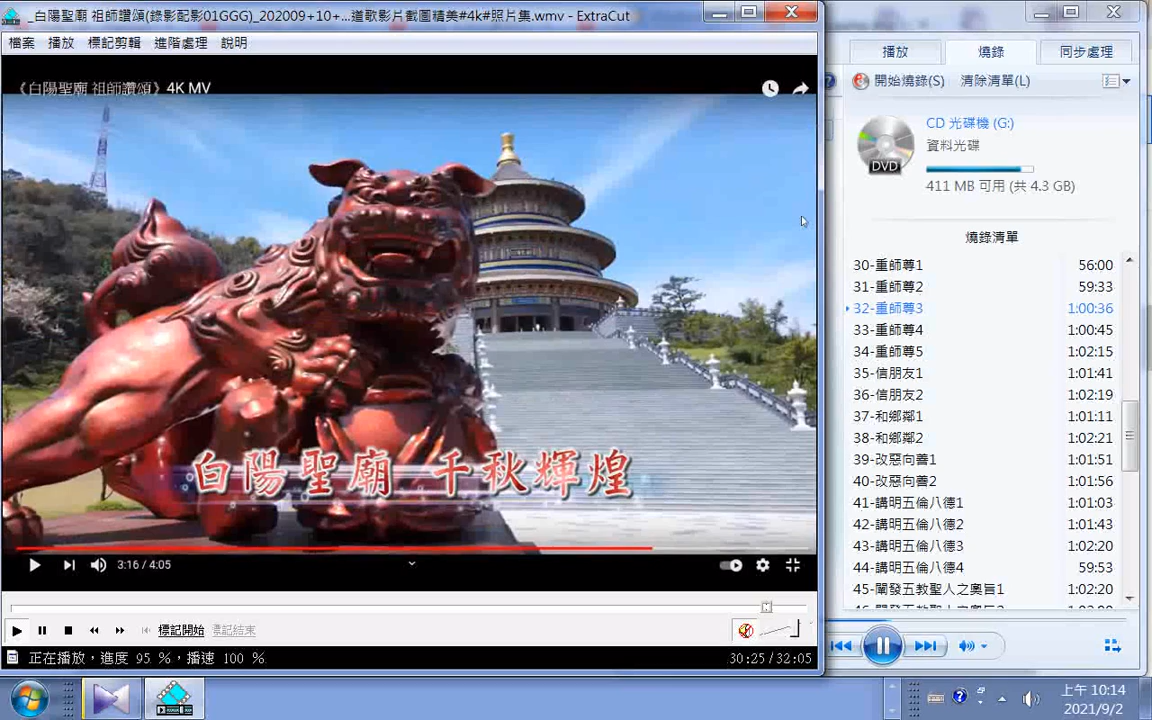 _白陽聖廟 祖師讚頌(錄影配影01GGG)_202009+10+...道歌影片截圖精美#4k#照片集.wmv - ExtraCut
檔案 播放 標記剪輯 進階處理 說明
《白陽聖廟 祖師讚頌》4K MV
白陽聖廟 千秋輝煌
3:16 / 4:05
標記開始 標記結束
正在播放,進度 95 %,播速 100 %
30:25 / 32:05
播放 燒錄 同步處理
開始燒錄(S) 清除清單(L)
DVD
CD 光碟機 (G:)
資料光碟
411 MB 可用 (共 4.3 GB)
燒錄清單
30-重師尊1 56:00
31-重師尊2 59:33
32-重師尊3 1:00:36
33-重師尊4 1:00:45
34-重師尊5 1:02:15
35-信朋友1 1:01:41
36-信朋友2 1:02:19
37-和鄉鄰1 1:01:11
38-和鄉鄰2 1:02:21
39-改惡向善1 1:01:51
40-改惡向善2 1:01:56
41-講明五倫八德1 1:01:03
42-講明五倫八德2 1:01:43
43-講明五倫八德3 1:02:20
44-講明五倫八德4 59:53
45-闡發五教聖人之奧旨1 1:02:20
上午 10:14
2021/9/2